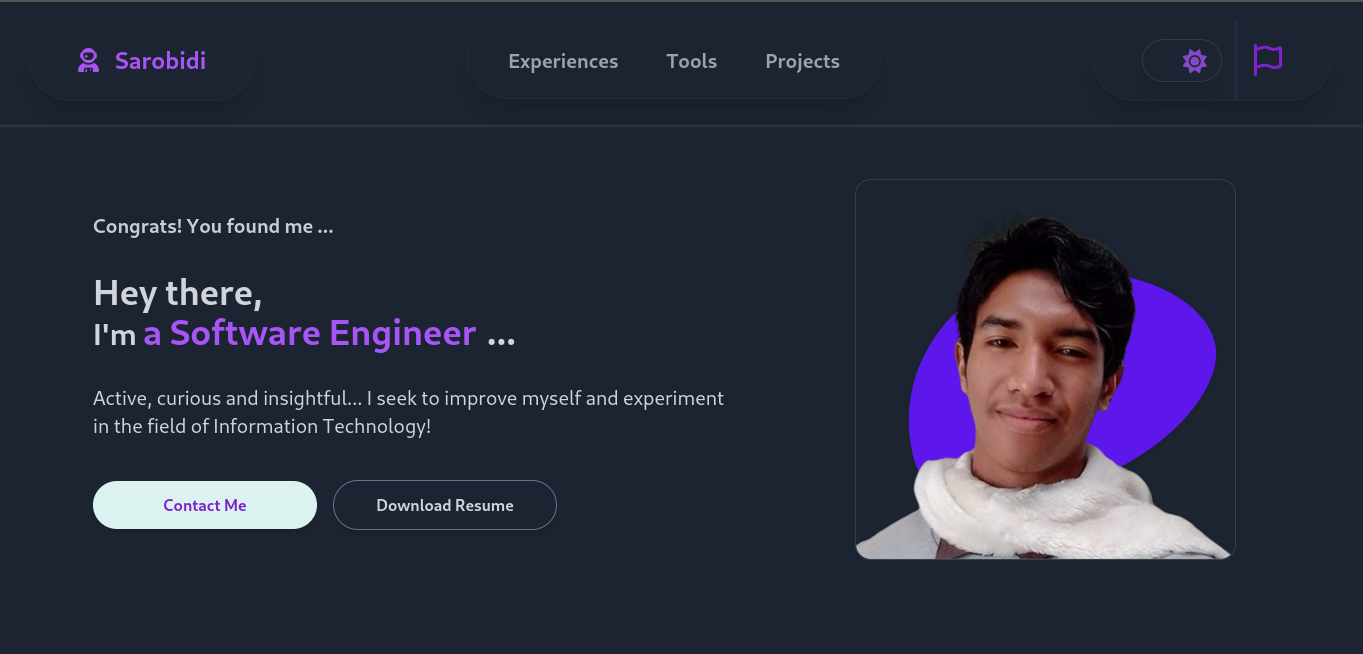 Sarobidi
Experiences
Tools
Projects
Congrats! You found me ...
Hey there,
I'm a Software Engineer ...
Active, curious and insightful... I seek to improve myself and experiment
in the field of Information Technology!
Contact Me
Download Resume